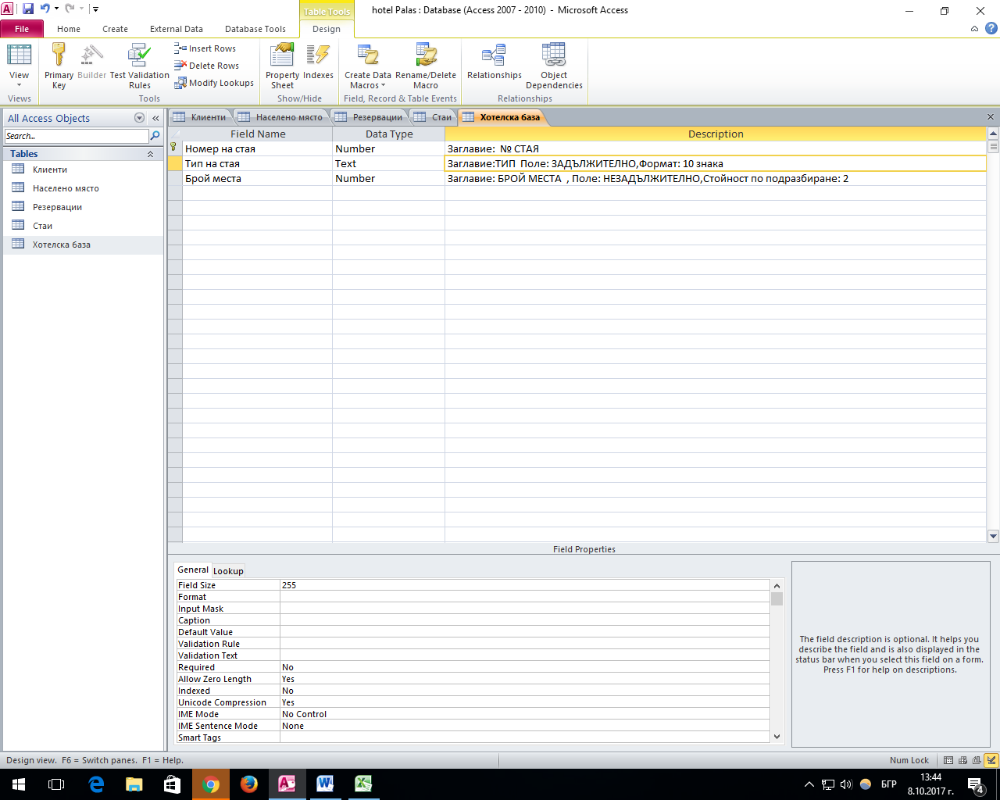 Table Tools
hotel Palas : Database (Access 2007 - 2010)  -  Microsoft Access
File Home Create External Data Database Tools Design
View
Primary Key
Builder
Test Validation Rules
Insert Rows
Delete Rows
Modify Lookups
Property Sheet
Indexes
Create Data Macros
Rename/Delete Macro
Relationships
Object Dependencies
Views Tools Show/Hide Field, Record & Table Events Relationships
All Access Objects
Search...
Tables
Клиенти
Населено място
Резервации
Стаи
Хотелска база
Клиенти Населено място Резервации Стаи Хотелска база
Field Name Data Type Description
Номер на стая Number Заглавие:  № СТАЯ
Тип на стая Text Заглавие:ТИП  Поле: ЗАДЪЛЖИТЕЛНО,Формат: 10 знака
Брой места Number Заглавие: БРОЙ МЕСТА  , Поле: НЕЗАДЪЛЖИТЕЛНО,Стойност по подразбиране: 2
Field Properties
General Lookup
Field Size 255
Format
Input Mask
Caption
Default Value
Validation Rule
Validation Text
Required No
Allow Zero Length Yes
Indexed No
Unicode Compression Yes
IME Mode No Control
IME Sentence Mode None
Smart Tags
The field description is optional. It helps you
describe the field and is also displayed in the
status bar when you select this field on a form.
Press F1 for help on descriptions.
Design view.  F6 = Switch panes.  F1 = Help.
Num Lock
БГР
13:44
8.10.2017 г.
4